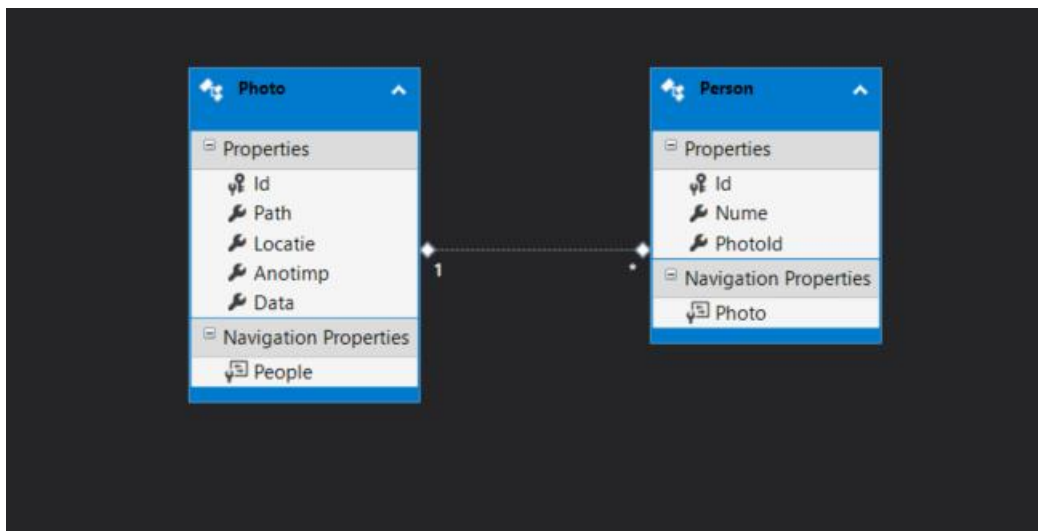 Photo
Properties
Id
Path
Locatie
Anotimp
Data
Navigation Properties
People
1
*
Person
Properties
Id
Nume
PhotoId
Navigation Properties
Photo